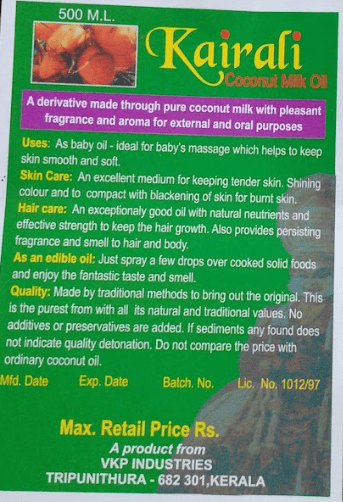 500 M.L.
Kairali
Coconut Milk Oil
A derivative made through pure coconut milk with pleasant
fragrance and aroma for external and oral purposes
Uses: As baby oil - ideal for baby's massage which helps to keep
skin smooth and soft.
Skin Care: An excellent medium for keeping tender skin. Shining
colour and to compact with blackening of skin for burnt skin.
Hair care: An exceptionaly good oil with natural neutrients and
effective strength to keep the hair growth. Also provides persisting
fragrance and smell to hair and body.
As an edible oil: Just spray a few drops over cooked solid foods
and enjoy the fantastic taste and smell.
Quality: Made by traditional methods to bring out the original. This
is the purest from with all its natural and traditional values. No
additives or preservatives are added. If sediments any found does
not indicate quality detonation. Do not compare the price with
ordinary coconut oil.
Mfd. Date Exp. Date Batch. No. Lic. No. 1012/97
Max. Retail Price Rs.
A product from
VKP INDUSTRIES
TRIPUNITHURA - 682 301,KERALA